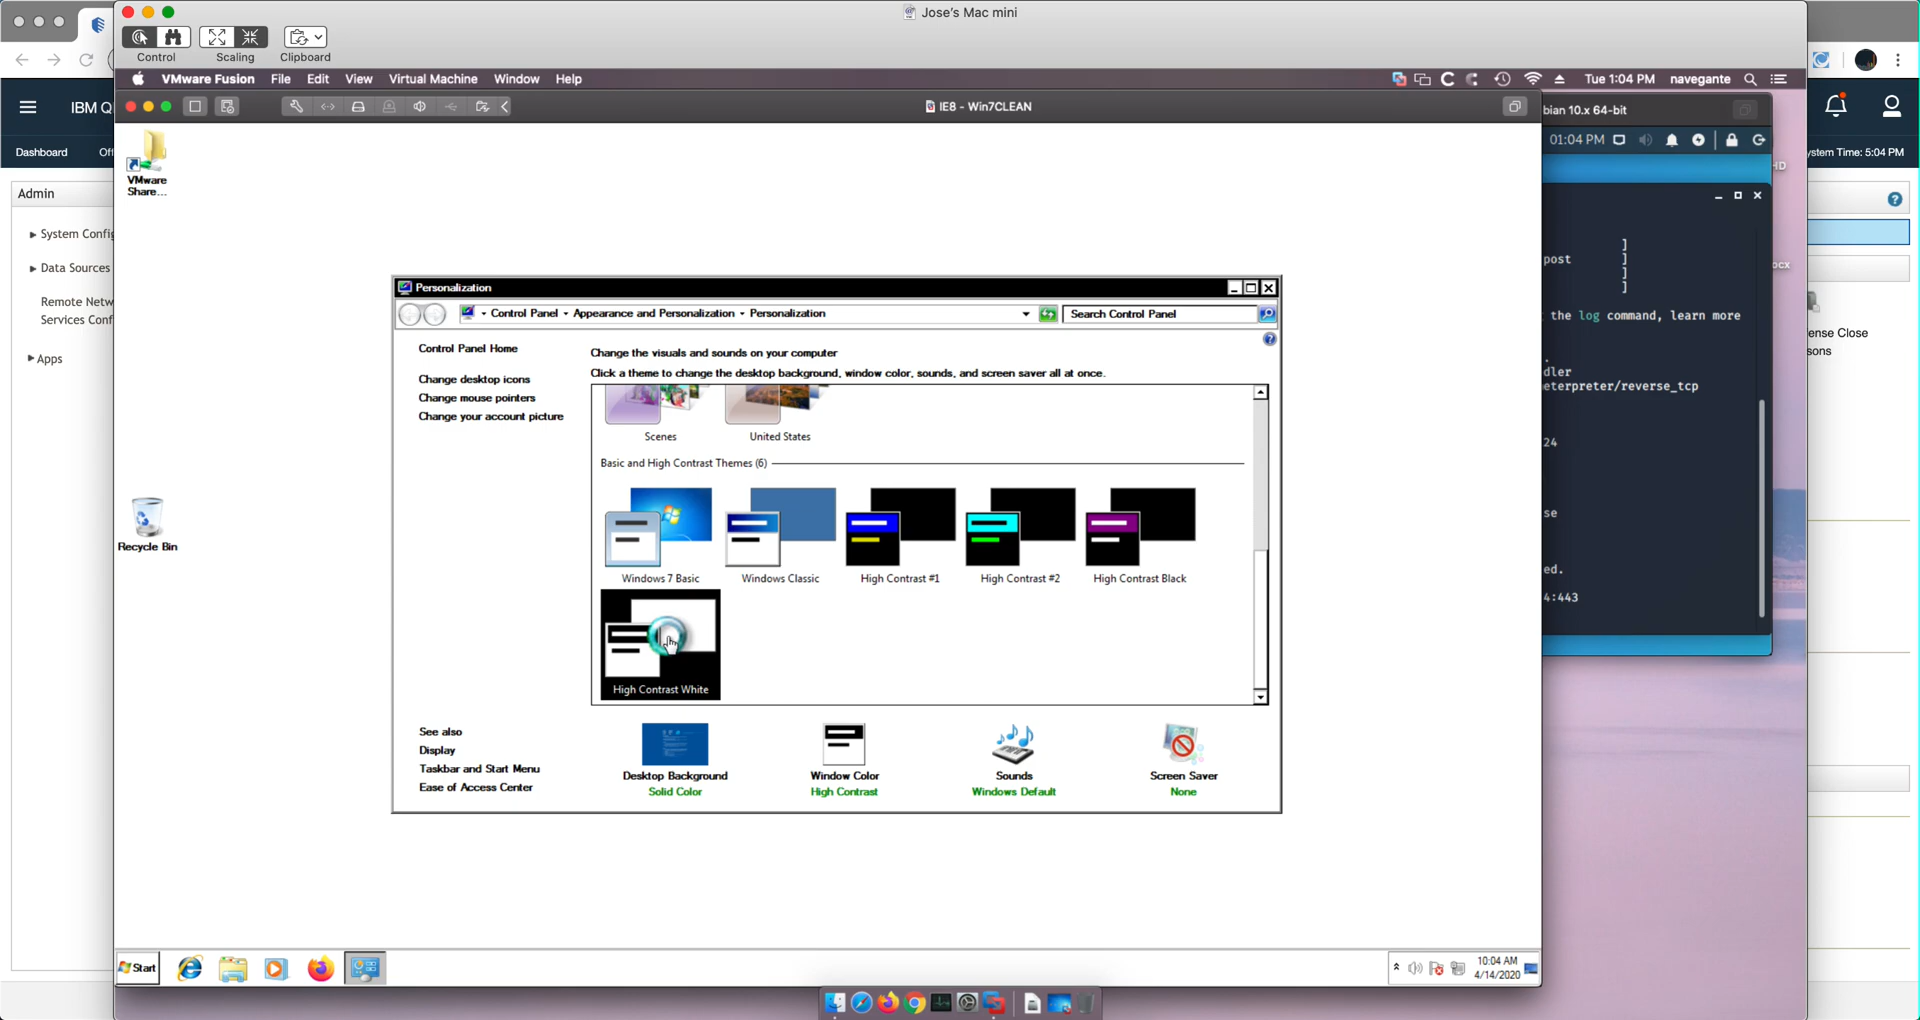 Jose's Mac mini
Control
Scaling
Clipboard
VMware Fusion File Edit View Virtual Machine Window Help
Tue 1:04 PM navegante
IE8 - Win7CLEAN
bian 10.x 64-bit
01:04 PM
IBM Q
Dashboard
Off
ystem Time: 5:04 PM
Admin
System Config
Data Sources
Remote Netw
Services Conf
Apps
VMware
Share...
Recycle Bin
Personalization
Control Panel Appearance and Personalization Personalization
Search Control Panel
Control Panel Home
Change desktop icons
Change mouse pointers
Change your account picture
Change the visuals and sounds on your computer
Click a theme to change the desktop background, window color, sounds, and screen saver all at once.
Scenes
United States
Basic and High Contrast Themes (6)
Windows 7 Basic
Windows Classic
High Contrast #1
High Contrast #2
High Contrast Black
High Contrast White
See also
Display
Taskbar and Start Menu
Ease of Access Center
Desktop Background
Solid Color
Window Color
High Contrast
Sounds
Windows Default
Screen Saver
None
HD
]
post ]
]
]
the log command, learn more
.
dler
eterpreter/reverse_tcp
24
se
ed.
4:443
ocx
ense Close
sons
Start
10:04 AM
4/14/2020